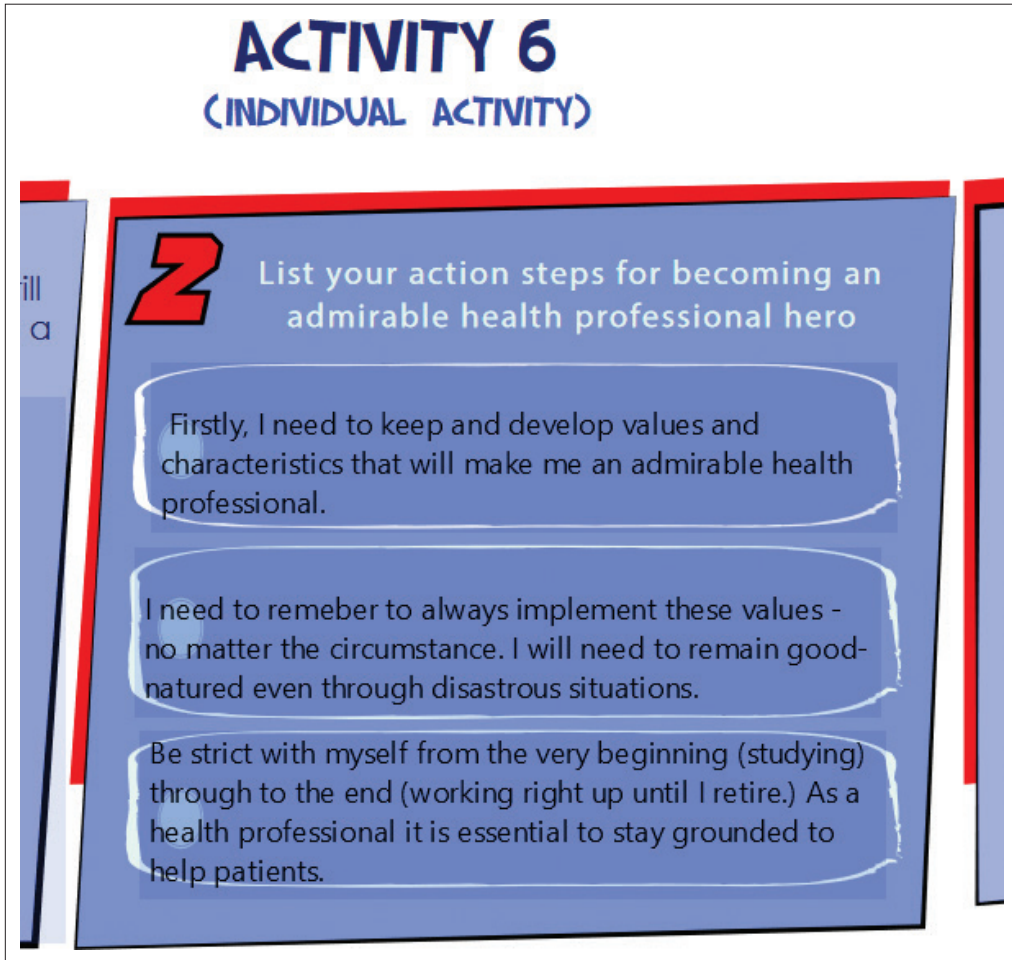 ACTIVITY 6
(INDIVIDUAL ACTIVITY)
ill
a
2
List your action steps for becoming an
admirable health professional hero
Firstly, I need to keep and develop values and
characteristics that will make me an admirable health
professional.
I need to remeber to always implement these values -
no matter the circumstance. I will need to remain good-
natured even through disastrous situations.
Be strict with myself from the very beginning (studying)
through to the end (working right up until I retire.) As a
health professional it is essential to stay grounded to
help patients.